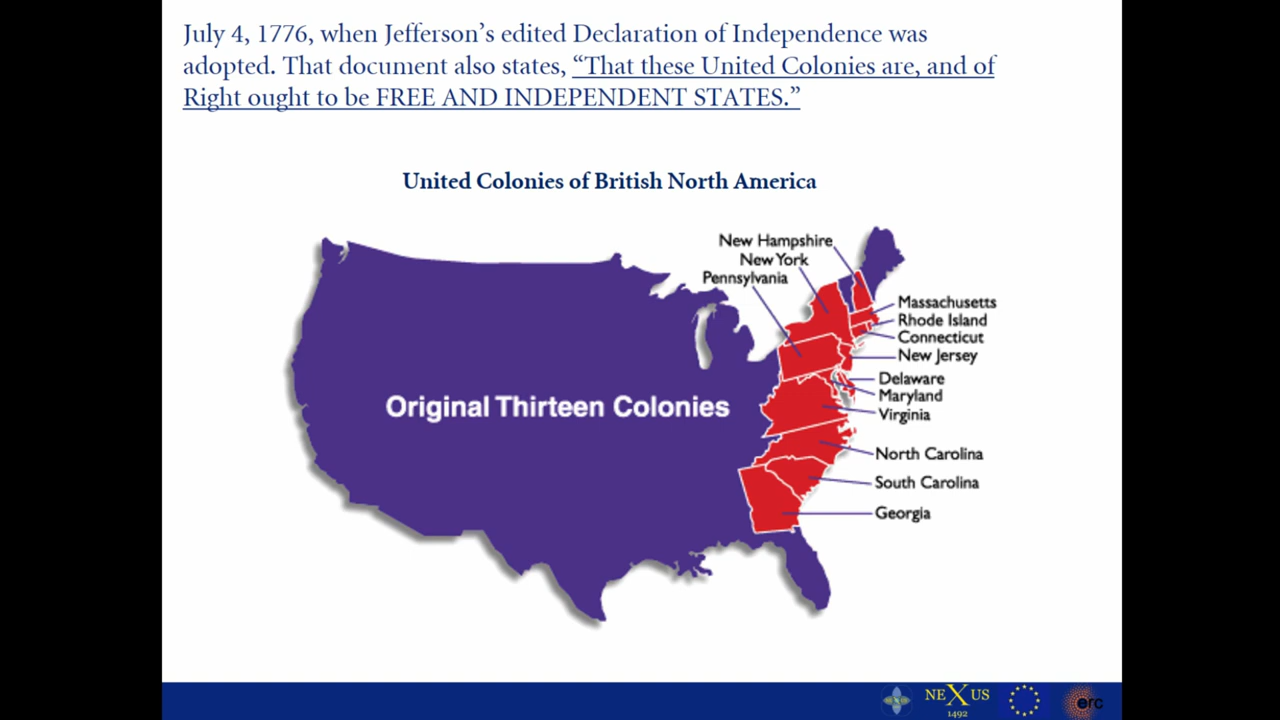 July 4, 1776, when Jefferson’s edited Declaration of Independence was
adopted. That document also states, “That these United Colonies are, and of
Right ought to be FREE AND INDEPENDENT STATES.”
United Colonies of British North America
New Hampshire
New York
Pennsylvania
Massachusetts
Rhode Island
Connecticut
New Jersey
Delaware
Maryland
Virginia
Original Thirteen Colonies
North Carolina
South Carolina
Georgia
NEXUS
1492
erc